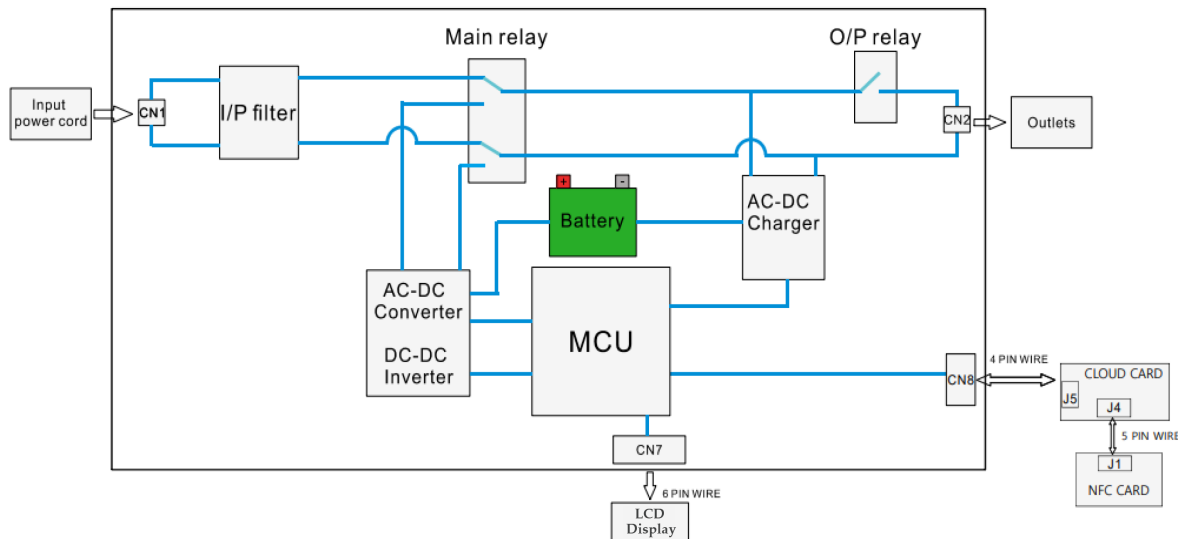 Main relay
O/P relay
Input
power cord
CN1
I/P filter
CN2
Outlets
+
-
Battery
AC-DC
Charger
AC-DC
Converter
DC-DC
Inverter
MCU
CN8
4 PIN WIRE
CLOUD CARD
J5
J4
5 PIN WIRE
J1
NFC CARD
CN7
6 PIN WIRE
LCD
Display